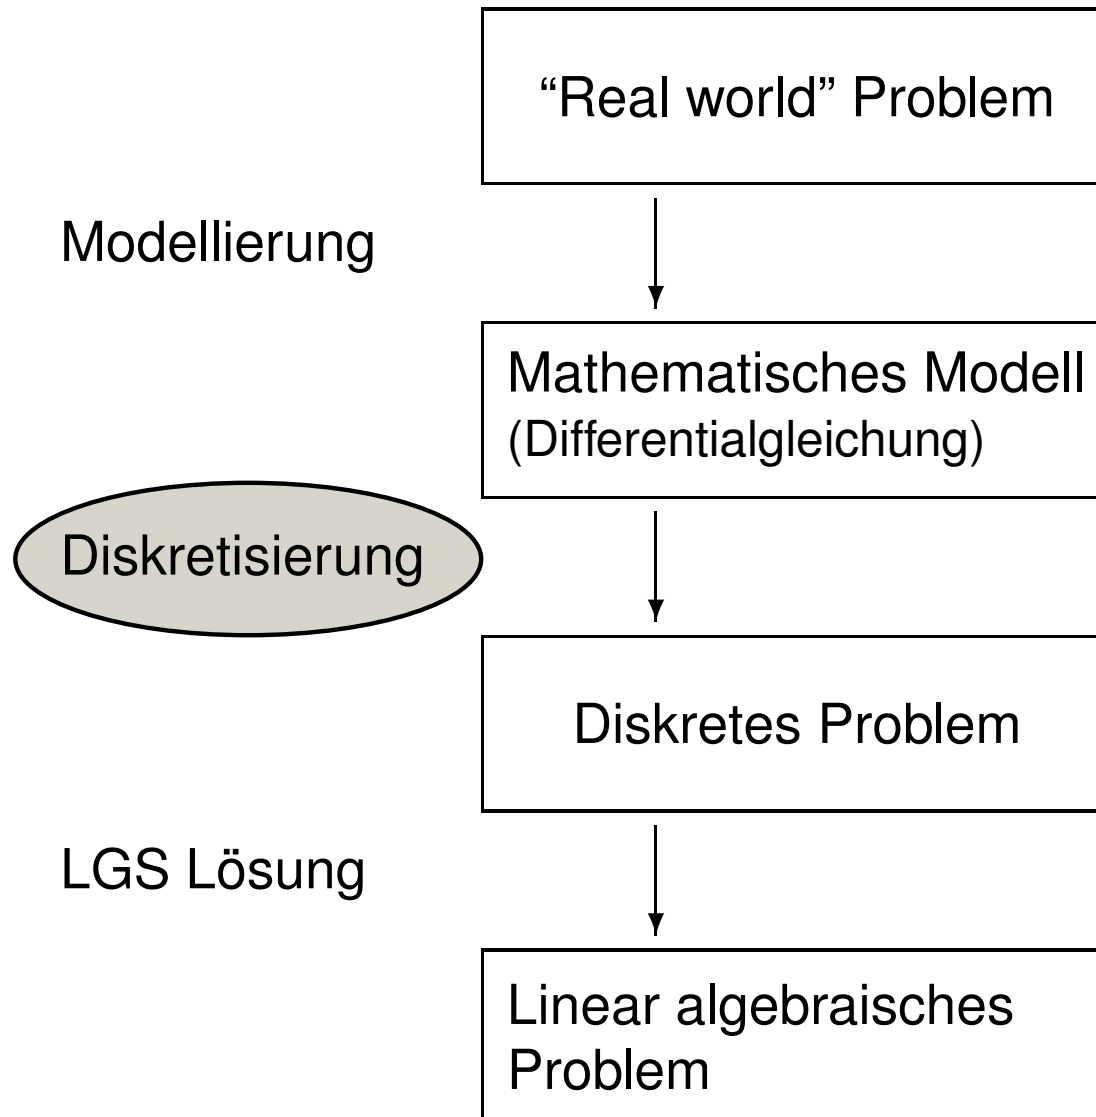 “Real world” Problem
Modellierung
Mathematisches Modell
(Differentialgleichung)
Diskretisierung
Diskretes Problem
LGS Lösung
Linear algebraisches
Problem